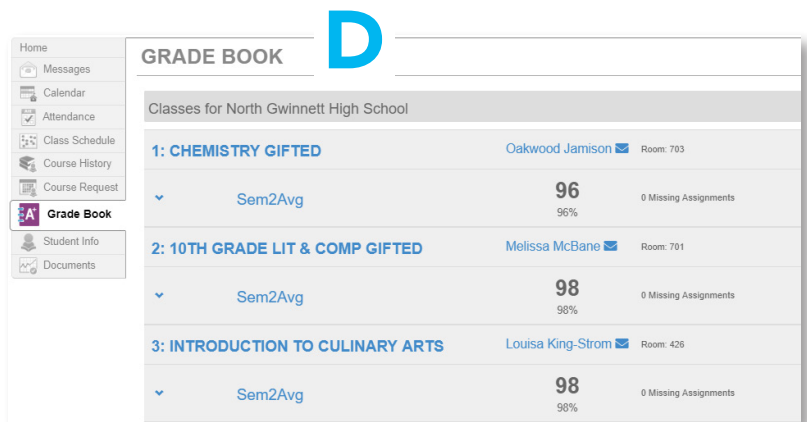 D
Home
Messages
Calendar
Attendance
Class Schedule
Course History
Course Request
A+ Grade Book
Student Info
Documents
GRADE BOOK
Classes for North Gwinnett High School
1: CHEMISTRY GIFTED Oakwood Jamison Room: 703
Sem2Avg 96 0 Missing Assignments
96%
2: 10TH GRADE LIT & COMP GIFTED Melissa McBane Room: 701
Sem2Avg 98 0 Missing Assignments
98%
3: INTRODUCTION TO CULINARY ARTS Louisa King-Strom Room: 426
Sem2Avg 98 0 Missing Assignments
98%